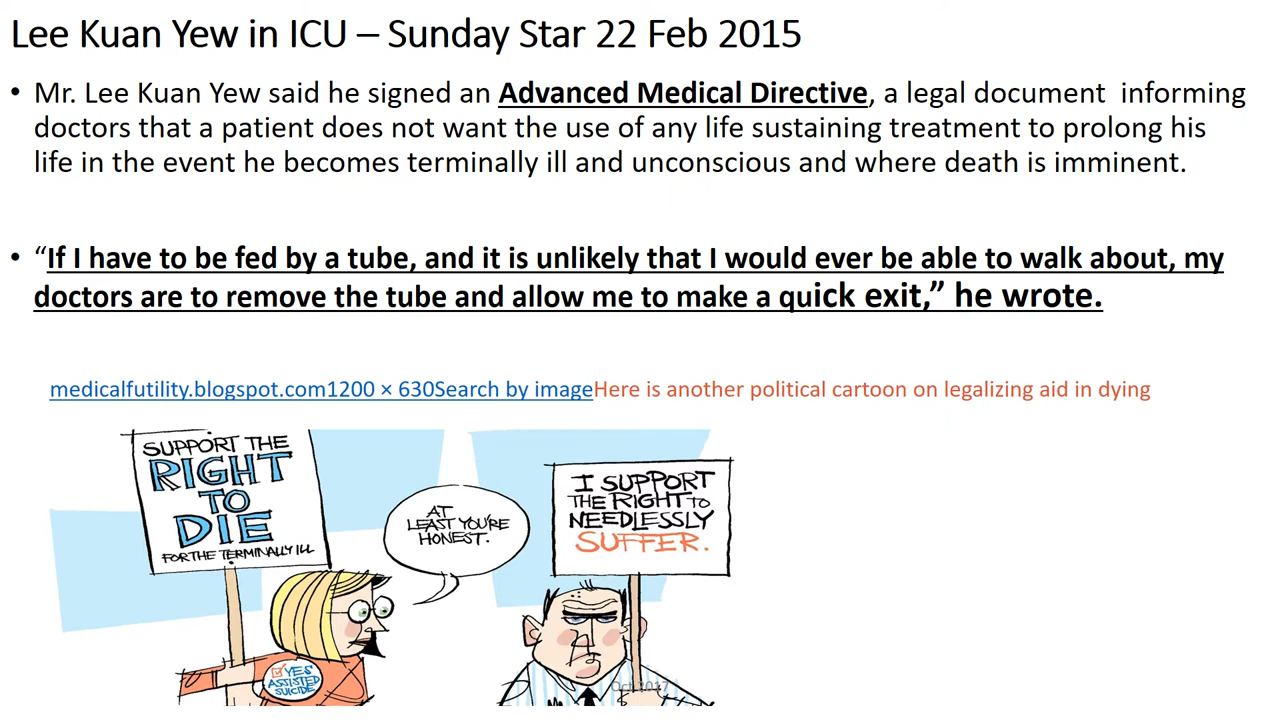 Lee Kuan Yew in ICU – Sunday Star 22 Feb 2015
• Mr. Lee Kuan Yew said he signed an Advanced Medical Directive, a legal document  informing
doctors that a patient does not want the use of any life sustaining treatment to prolong his
life in the event he becomes terminally ill and unconscious and where death is imminent.
• “If I have to be fed by a tube, and it is unlikely that I would ever be able to walk about, my
doctors are to remove the tube and allow me to make a quick exit,” he wrote.
medicalfutility.blogspot.com1200 × 630Search by imageHere is another political cartoon on legalizing aid in dying
SUPPORT THE
RIGHT
TO
DIE
FOR THE TERMINALLY ILL
AT
LEAST YOU'RE
HONEST.
I SUPPORT
THE RIGHT TO
NEEDLESSLY
SUFFER.
YES
ASSISTED
SUICIDE
Oct 2017